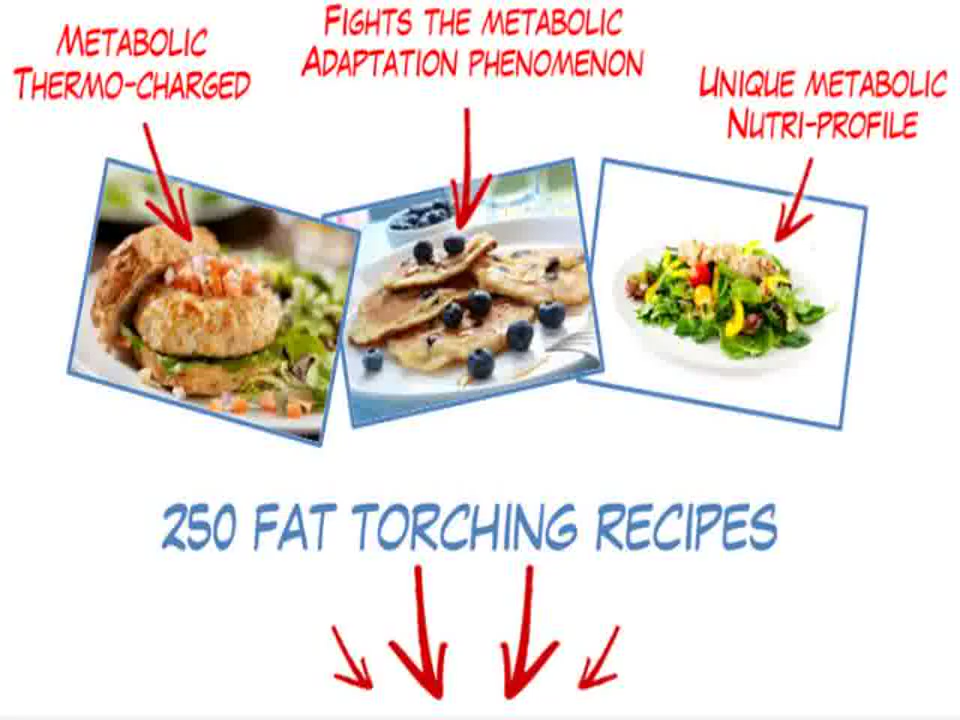 METABOLIC
THERMO-CHARGED
FIGHTS THE METABOLIC
ADAPTATION PHENOMENON
UNIQUE METABOLIC
NUTRI-PROFILE
250 FAT TORCHING RECIPES